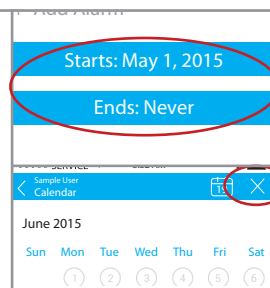 Add Alarm
Starts: May 1, 2015
Ends: Never
Sample User
Calendar
19
June 2015
Sun Mon Tue Wed Thu Fri Sat
1 2 3 4 5 6